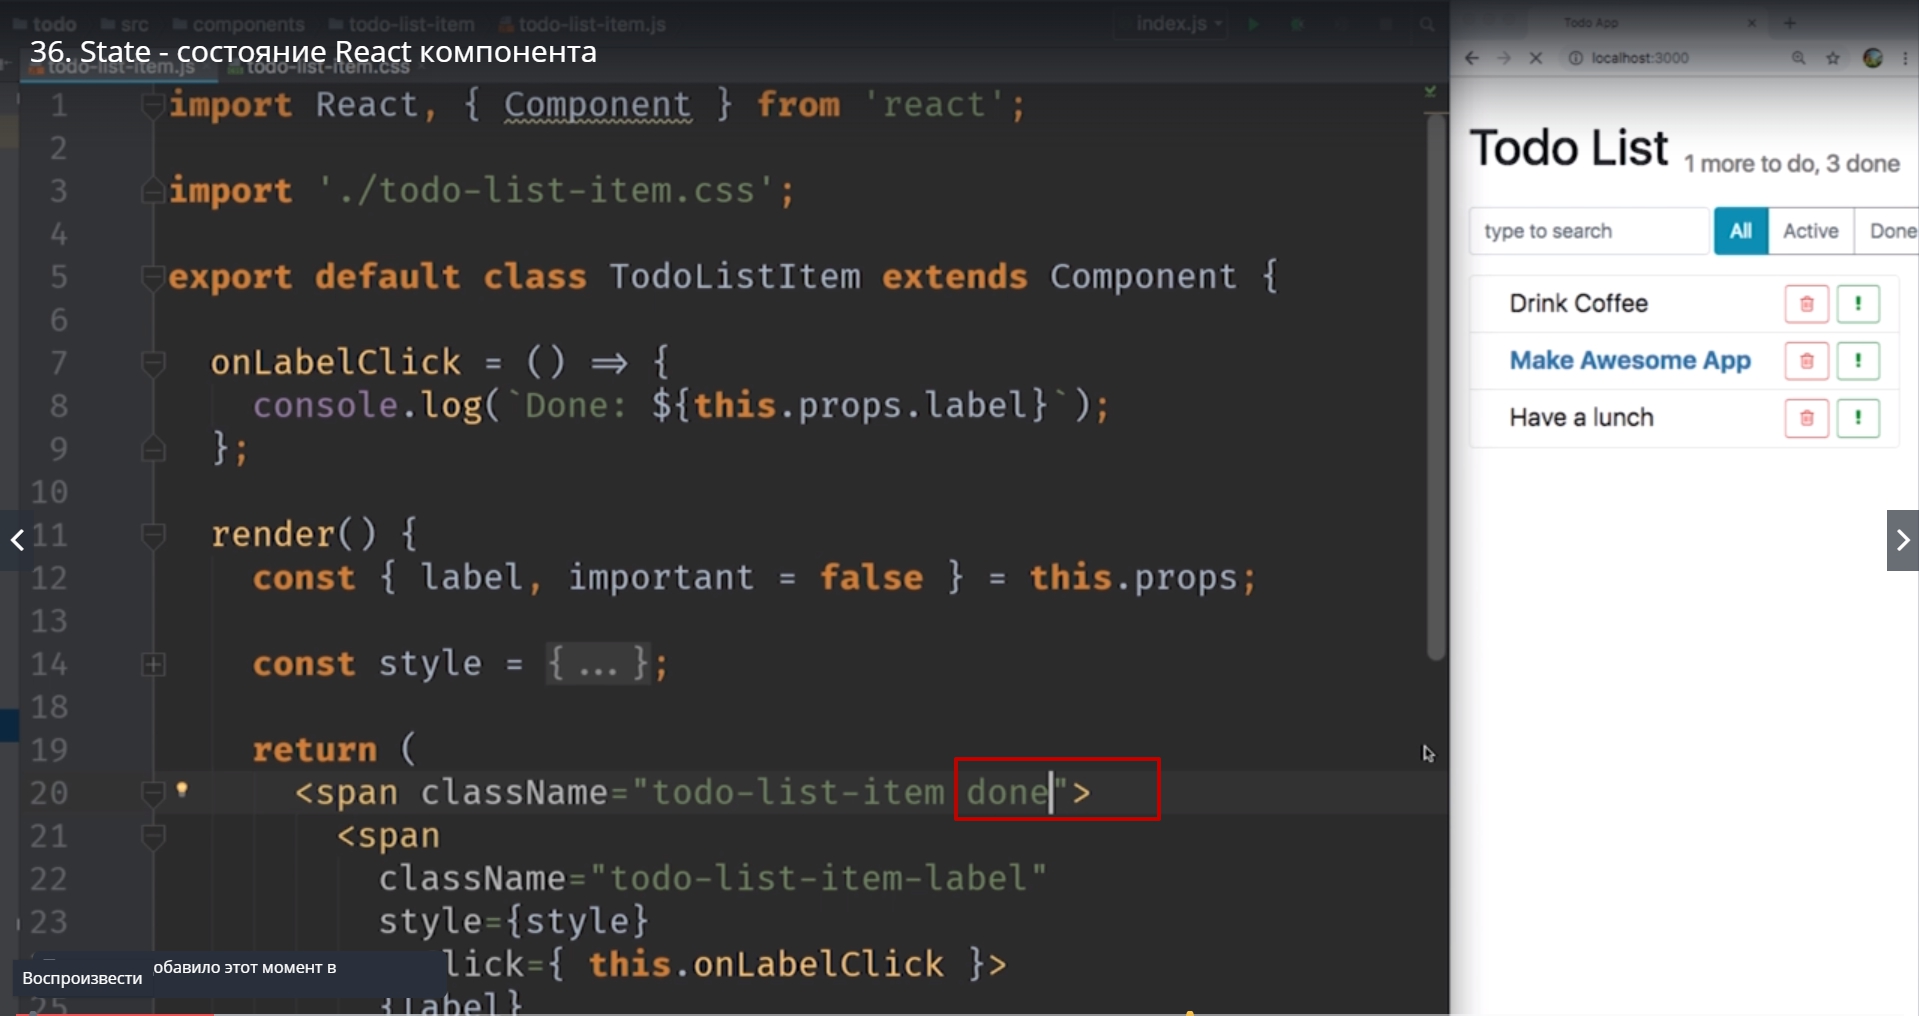 todo src components todo-list-item todo-list-item.js index.js
36. State - состояние React компонента
todo-list-item.js todo-list-item.css
1 import React, { Component } from 'react';
2
3 import './todo-list-item.css';
4
5 export default class TodoListItem extends Component {
6
7 onLabelClick = () => {
8 console.log(`Done: ${this.props.label}`);
9 };
10
11 render() {
12 const { label, important = false } = this.props;
13
14 const style = { ... };
18
19 return (
20 <span className="todo-list-item done">
21 <span
22 className="todo-list-item-label"
23 style={style}
lick={ this.onLabelClick }>
25 {label}
обавило этот момент в
Воспроизвести
Todo App
localhost:3000
Todo List 1 more to do, 3 done
type to search All Active Done
Drink Coffee !
Make Awesome App !
Have a lunch !